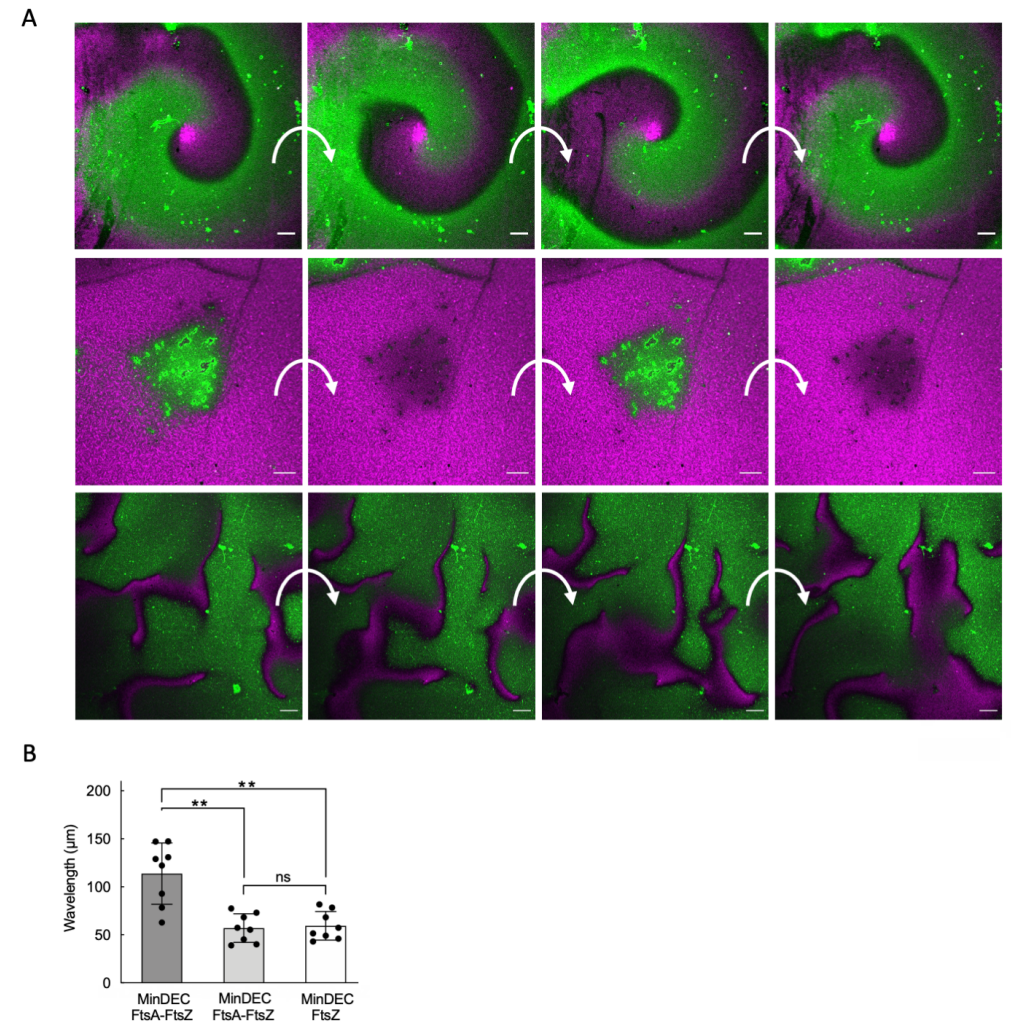 A
B
200
150
100
50
0
Wavelength (µm)
**
**
ns
MinDEC
FtsA-FtsZ
MinDEC
FtsA-FtsZ
MinDEC
FtsZ